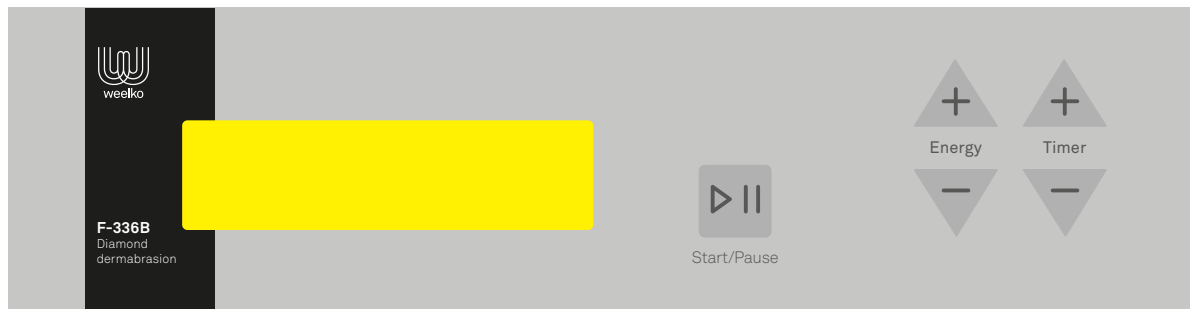 weelko
F-336B
Diamond
dermabrasion
Start/Pause
+ +
Energy Timer
− −